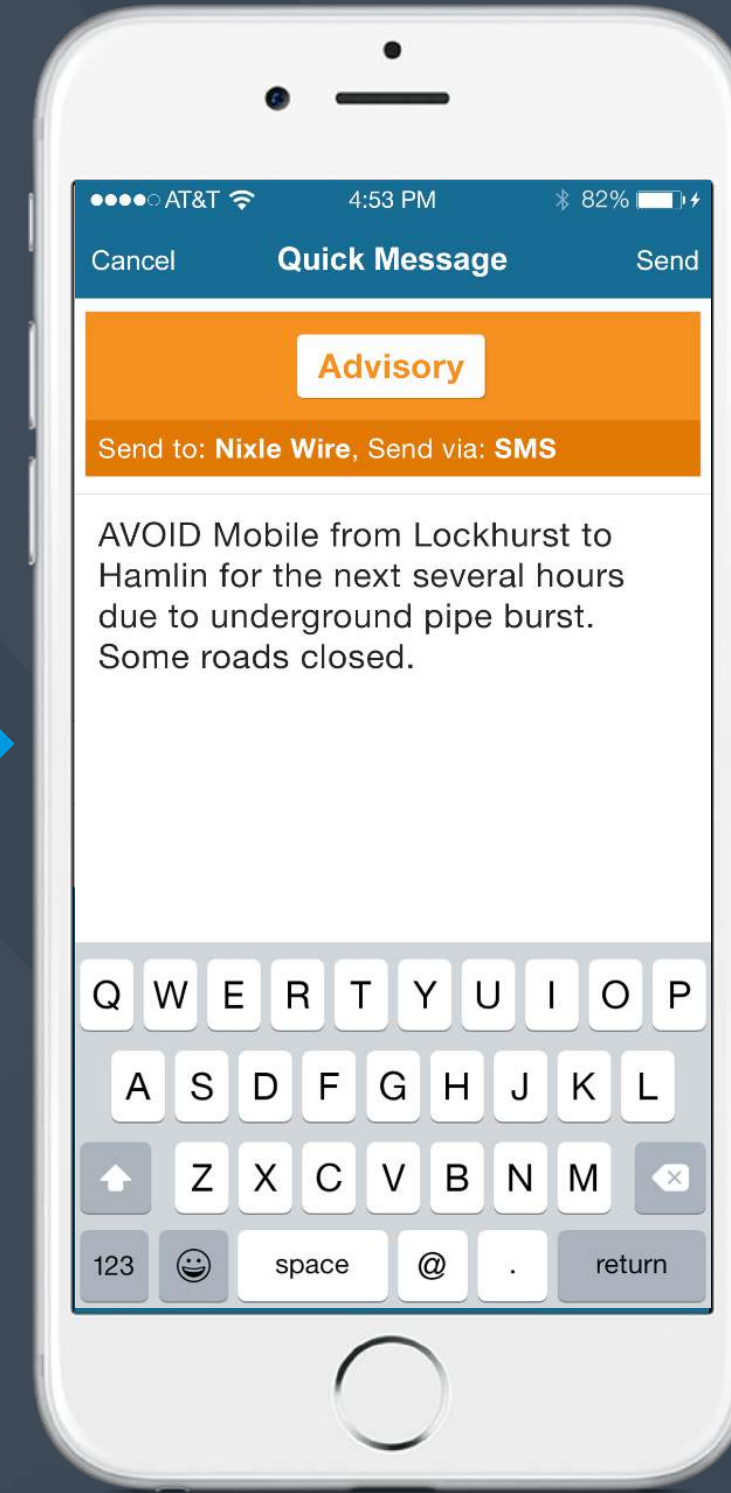 AT&T 4:53 PM 82%
Cancel Quick Message Send
Advisory
Send to: Nixle Wire, Send via: SMS
AVOID Mobile from Lockhurst to
Hamlin for the next several hours
due to underground pipe burst.
Some roads closed.
Q W E R T Y U I O P
A S D F G H J K L
Z X C V B N M
123 space @ . return